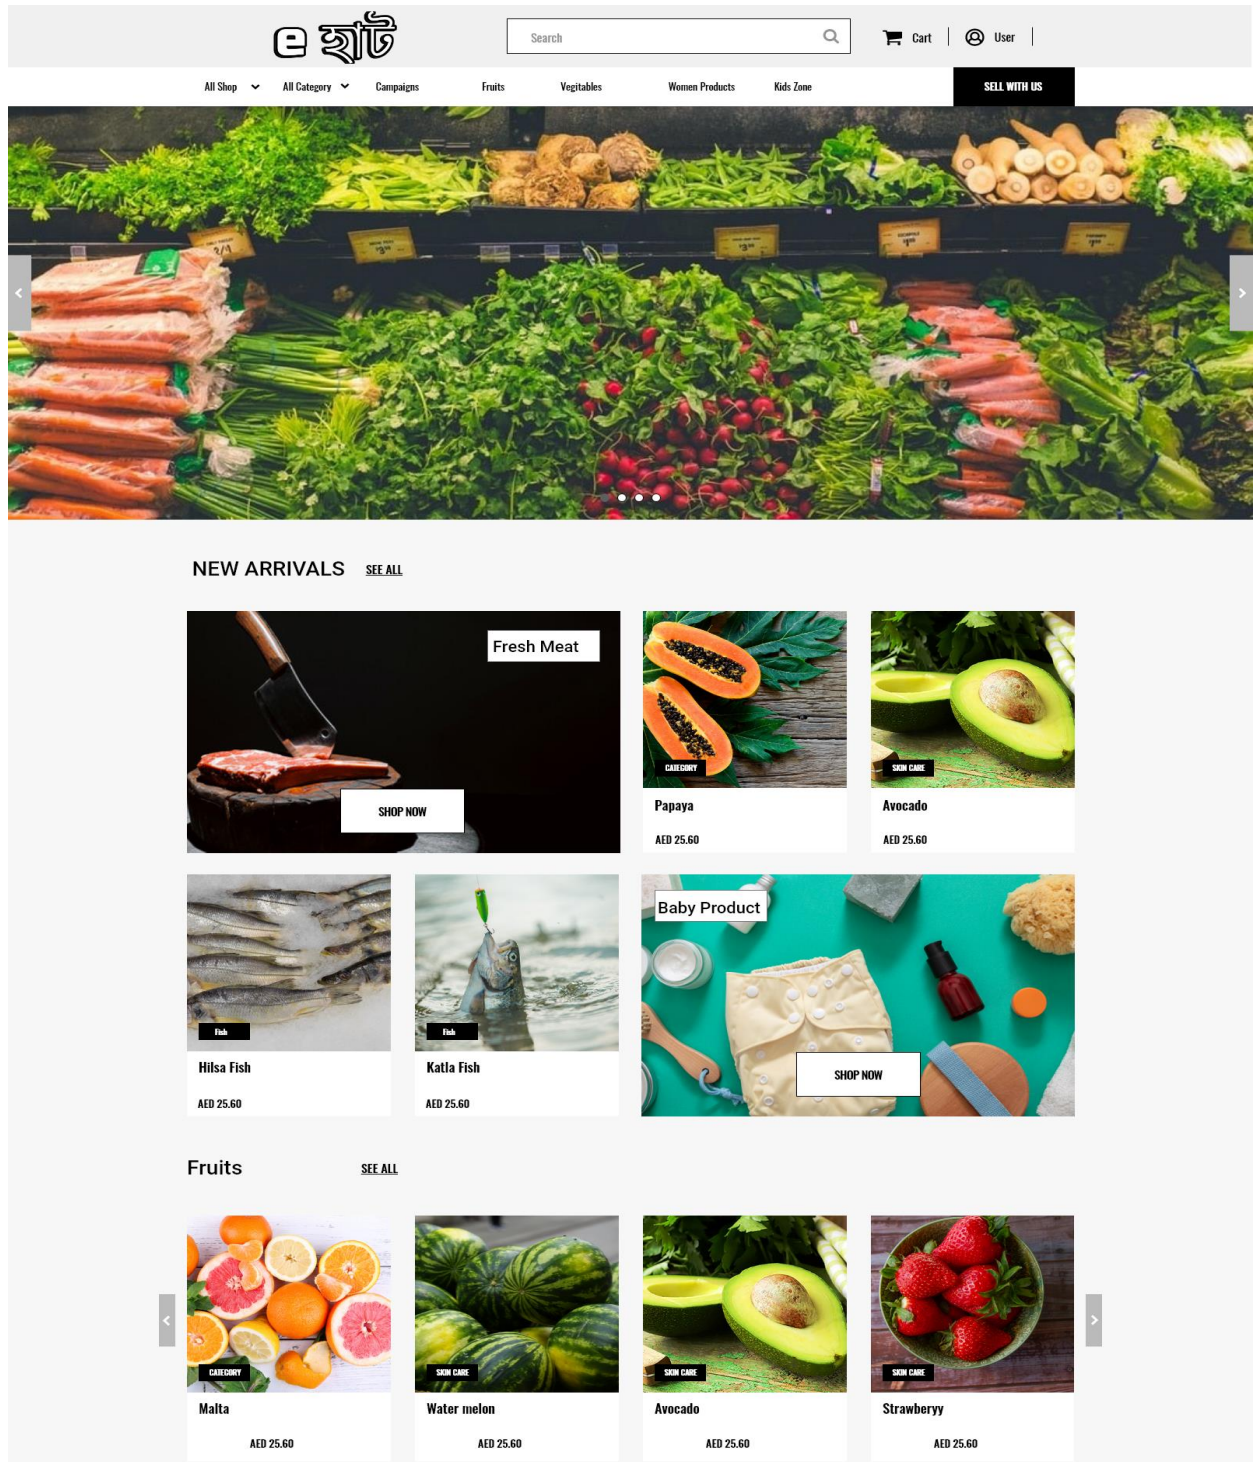 e হাট
Search
Cart
User
All Shop
All Category
Campaigns
Fruits
Vegitables
Women Products
Kids Zone
SELL WITH US
NEW ARRIVALS
SEE ALL
Fresh Meat
SHOP NOW
CATEGORY
Papaya
AED 25.60
SKIN CARE
Avocado
AED 25.60
Fish
Hilsa Fish
AED 25.60
Fish
Katla Fish
AED 25.60
Baby Product
SHOP NOW
Fruits
SEE ALL
CATEGORY
Malta
AED 25.60
SKIN CARE
Water melon
AED 25.60
SKIN CARE
Avocado
AED 25.60
SKIN CARE
Strawberyy
AED 25.60